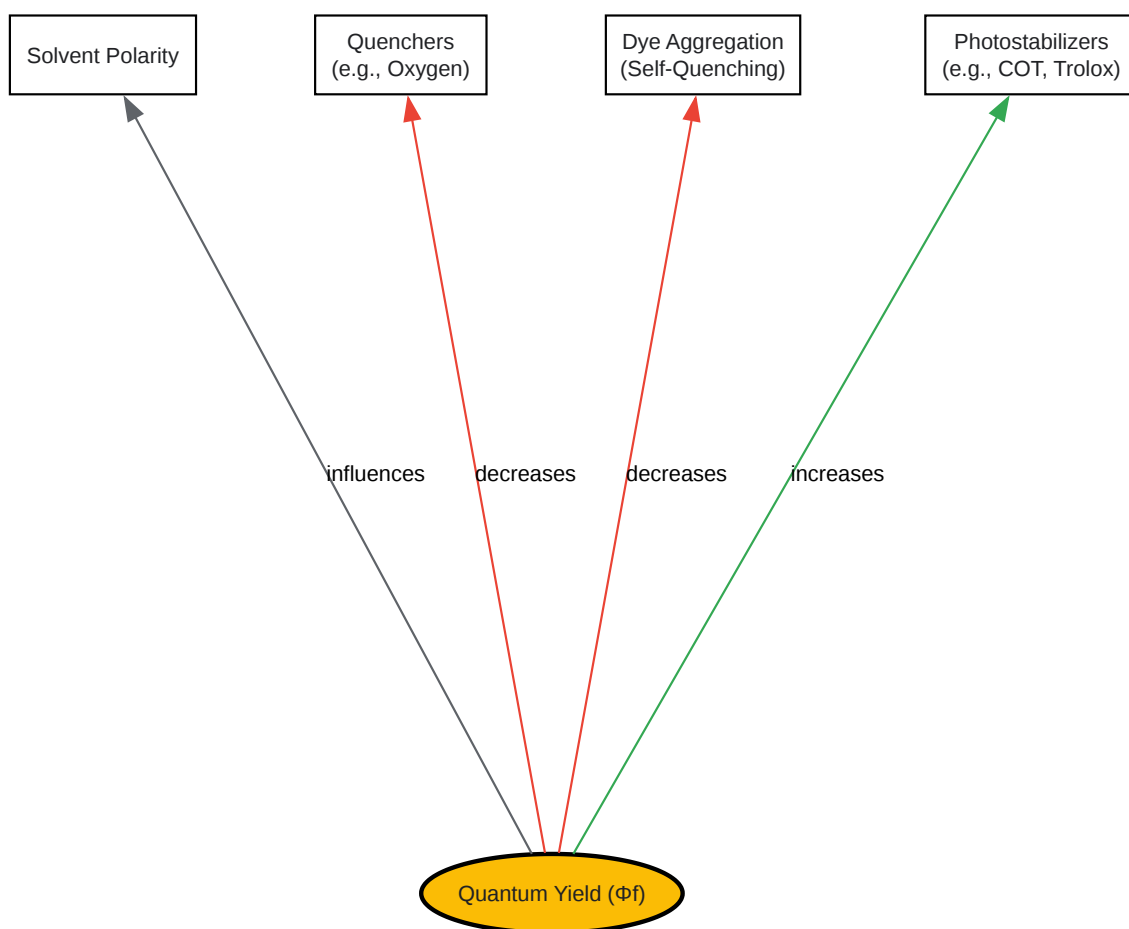 Solvent Polarity
Quenchers
(e.g., Oxygen)
Dye Aggregation
(Self-Quenching)
Photostabilizers
(e.g., COT, Trolox)
influences
decreases
decreases
increases
Quantum Yield (Φf)